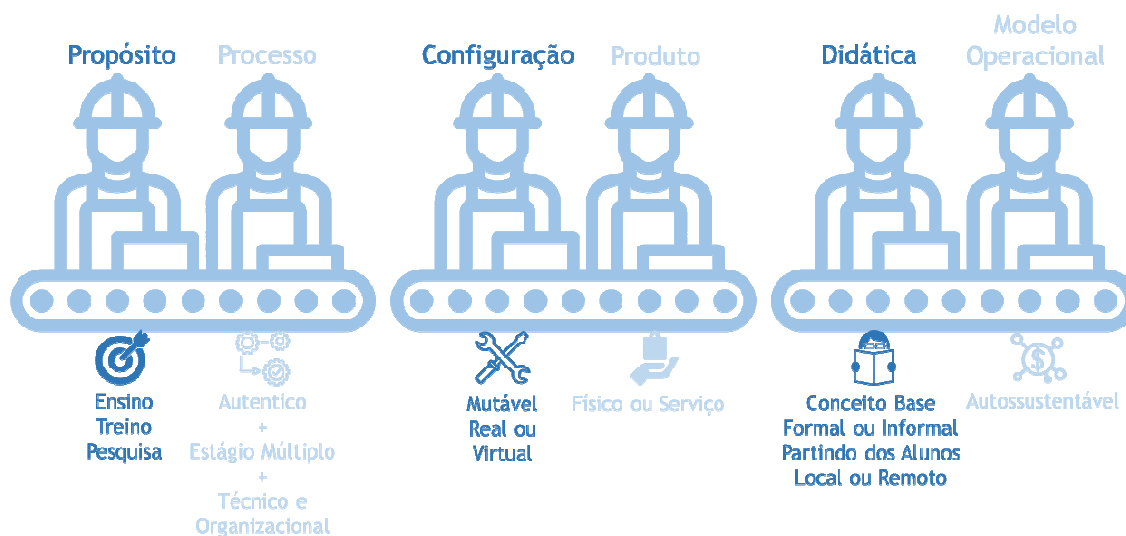 Propósito
Processo
Configuração
Produto
Didática
Modelo
Operacional
Ensino
Treino
Pesquisa
Autentico
+
Estágio Múltiplo
+
Técnico e
Organizacional
Mutável
Real ou
Virtual
Físico ou Serviço
Conceito Base
Formal ou Informal
Partindo dos Alunos
Local ou Remoto
$
Autossustentável